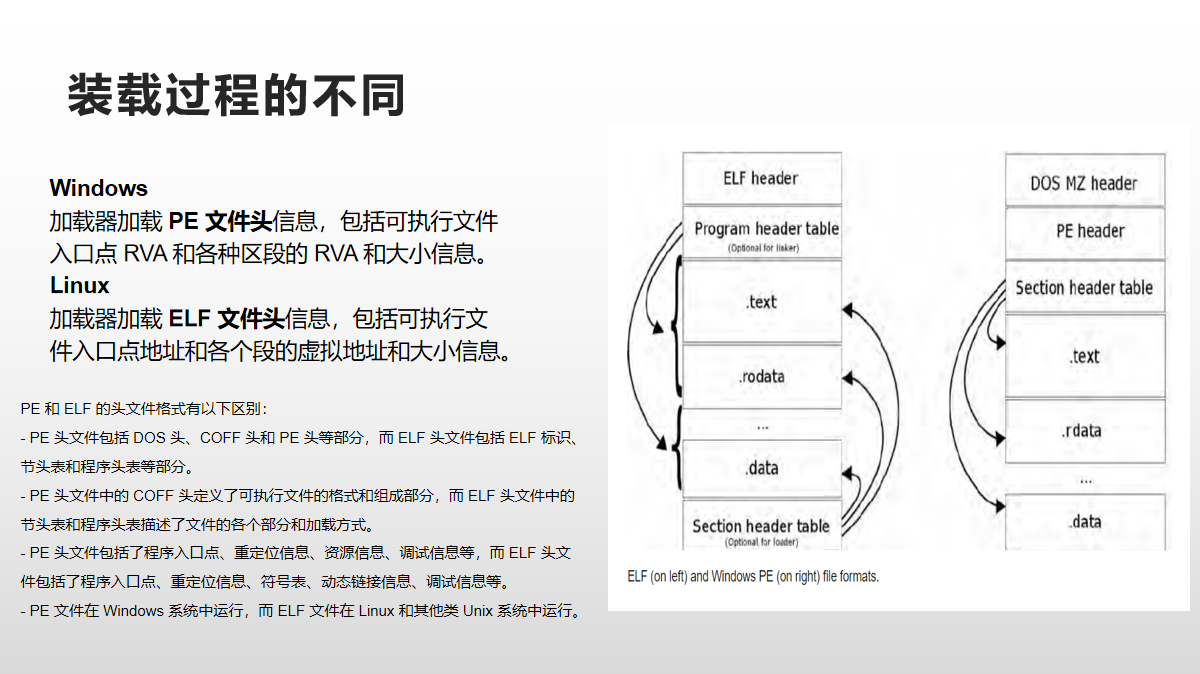 装载过程的不同
Windows
加载器加载 PE 文件头信息，包括可执行文件
入口点 RVA 和各种区段的 RVA 和大小信息。
Linux
加载器加载 ELF 文件头信息，包括可执行文
件入口点地址和各个段的虚拟地址和大小信息。
PE 和 ELF 的头文件格式有以下区别：
- PE 头文件包括 DOS 头、COFF 头和 PE 头等部分，而 ELF 头文件包括 ELF 标识、
节头表和程序头表等部分。
- PE 头文件中的 COFF 头定义了可执行文件的格式和组成部分，而 ELF 头文件中的
节头表和程序头表描述了文件的各个部分和加载方式。
- PE 头文件包括了程序入口点、重定位信息、资源信息、调试信息等，而 ELF 头文
件包括了程序入口点、重定位信息、符号表、动态链接信息、调试信息等。
- PE 文件在 Windows 系统中运行，而 ELF 文件在 Linux 和其他类 Unix 系统中运行。
ELF header
Program header table
(Optional for linker)
.text
.rodata
...
.data
Section header table
(Optional for loader)
DOS MZ header
PE header
Section header table
.text
.rdata
...
.data
ELF (on left) and Windows PE (on right) file formats.